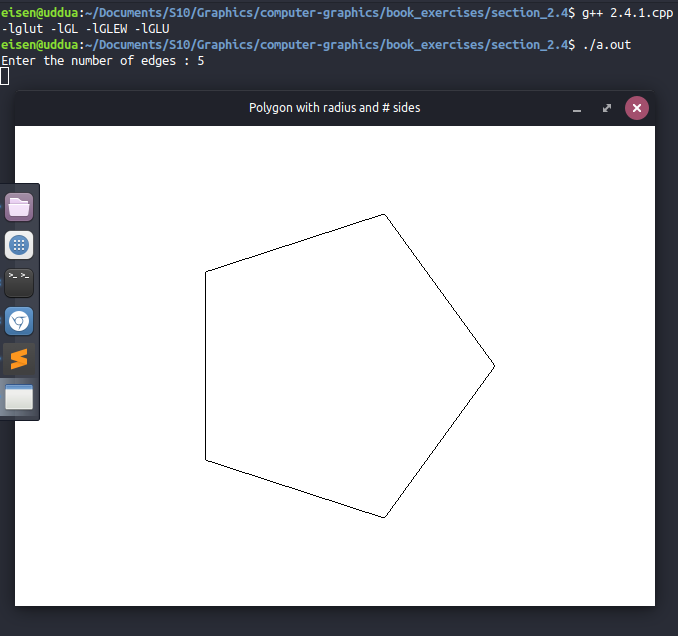 eisen@uddua:~/Documents/S10/Graphics/computer-graphics/book_exercises/section_2.4$ g++ 2.4.1.cpp
-lglut -lGL -lGLEW -lGLU
eisen@uddua:~/Documents/S10/Graphics/computer-graphics/book_exercises/section_2.4$ ./a.out
Enter the number of edges : 5
Polygon with radius and # sides
>_ >_